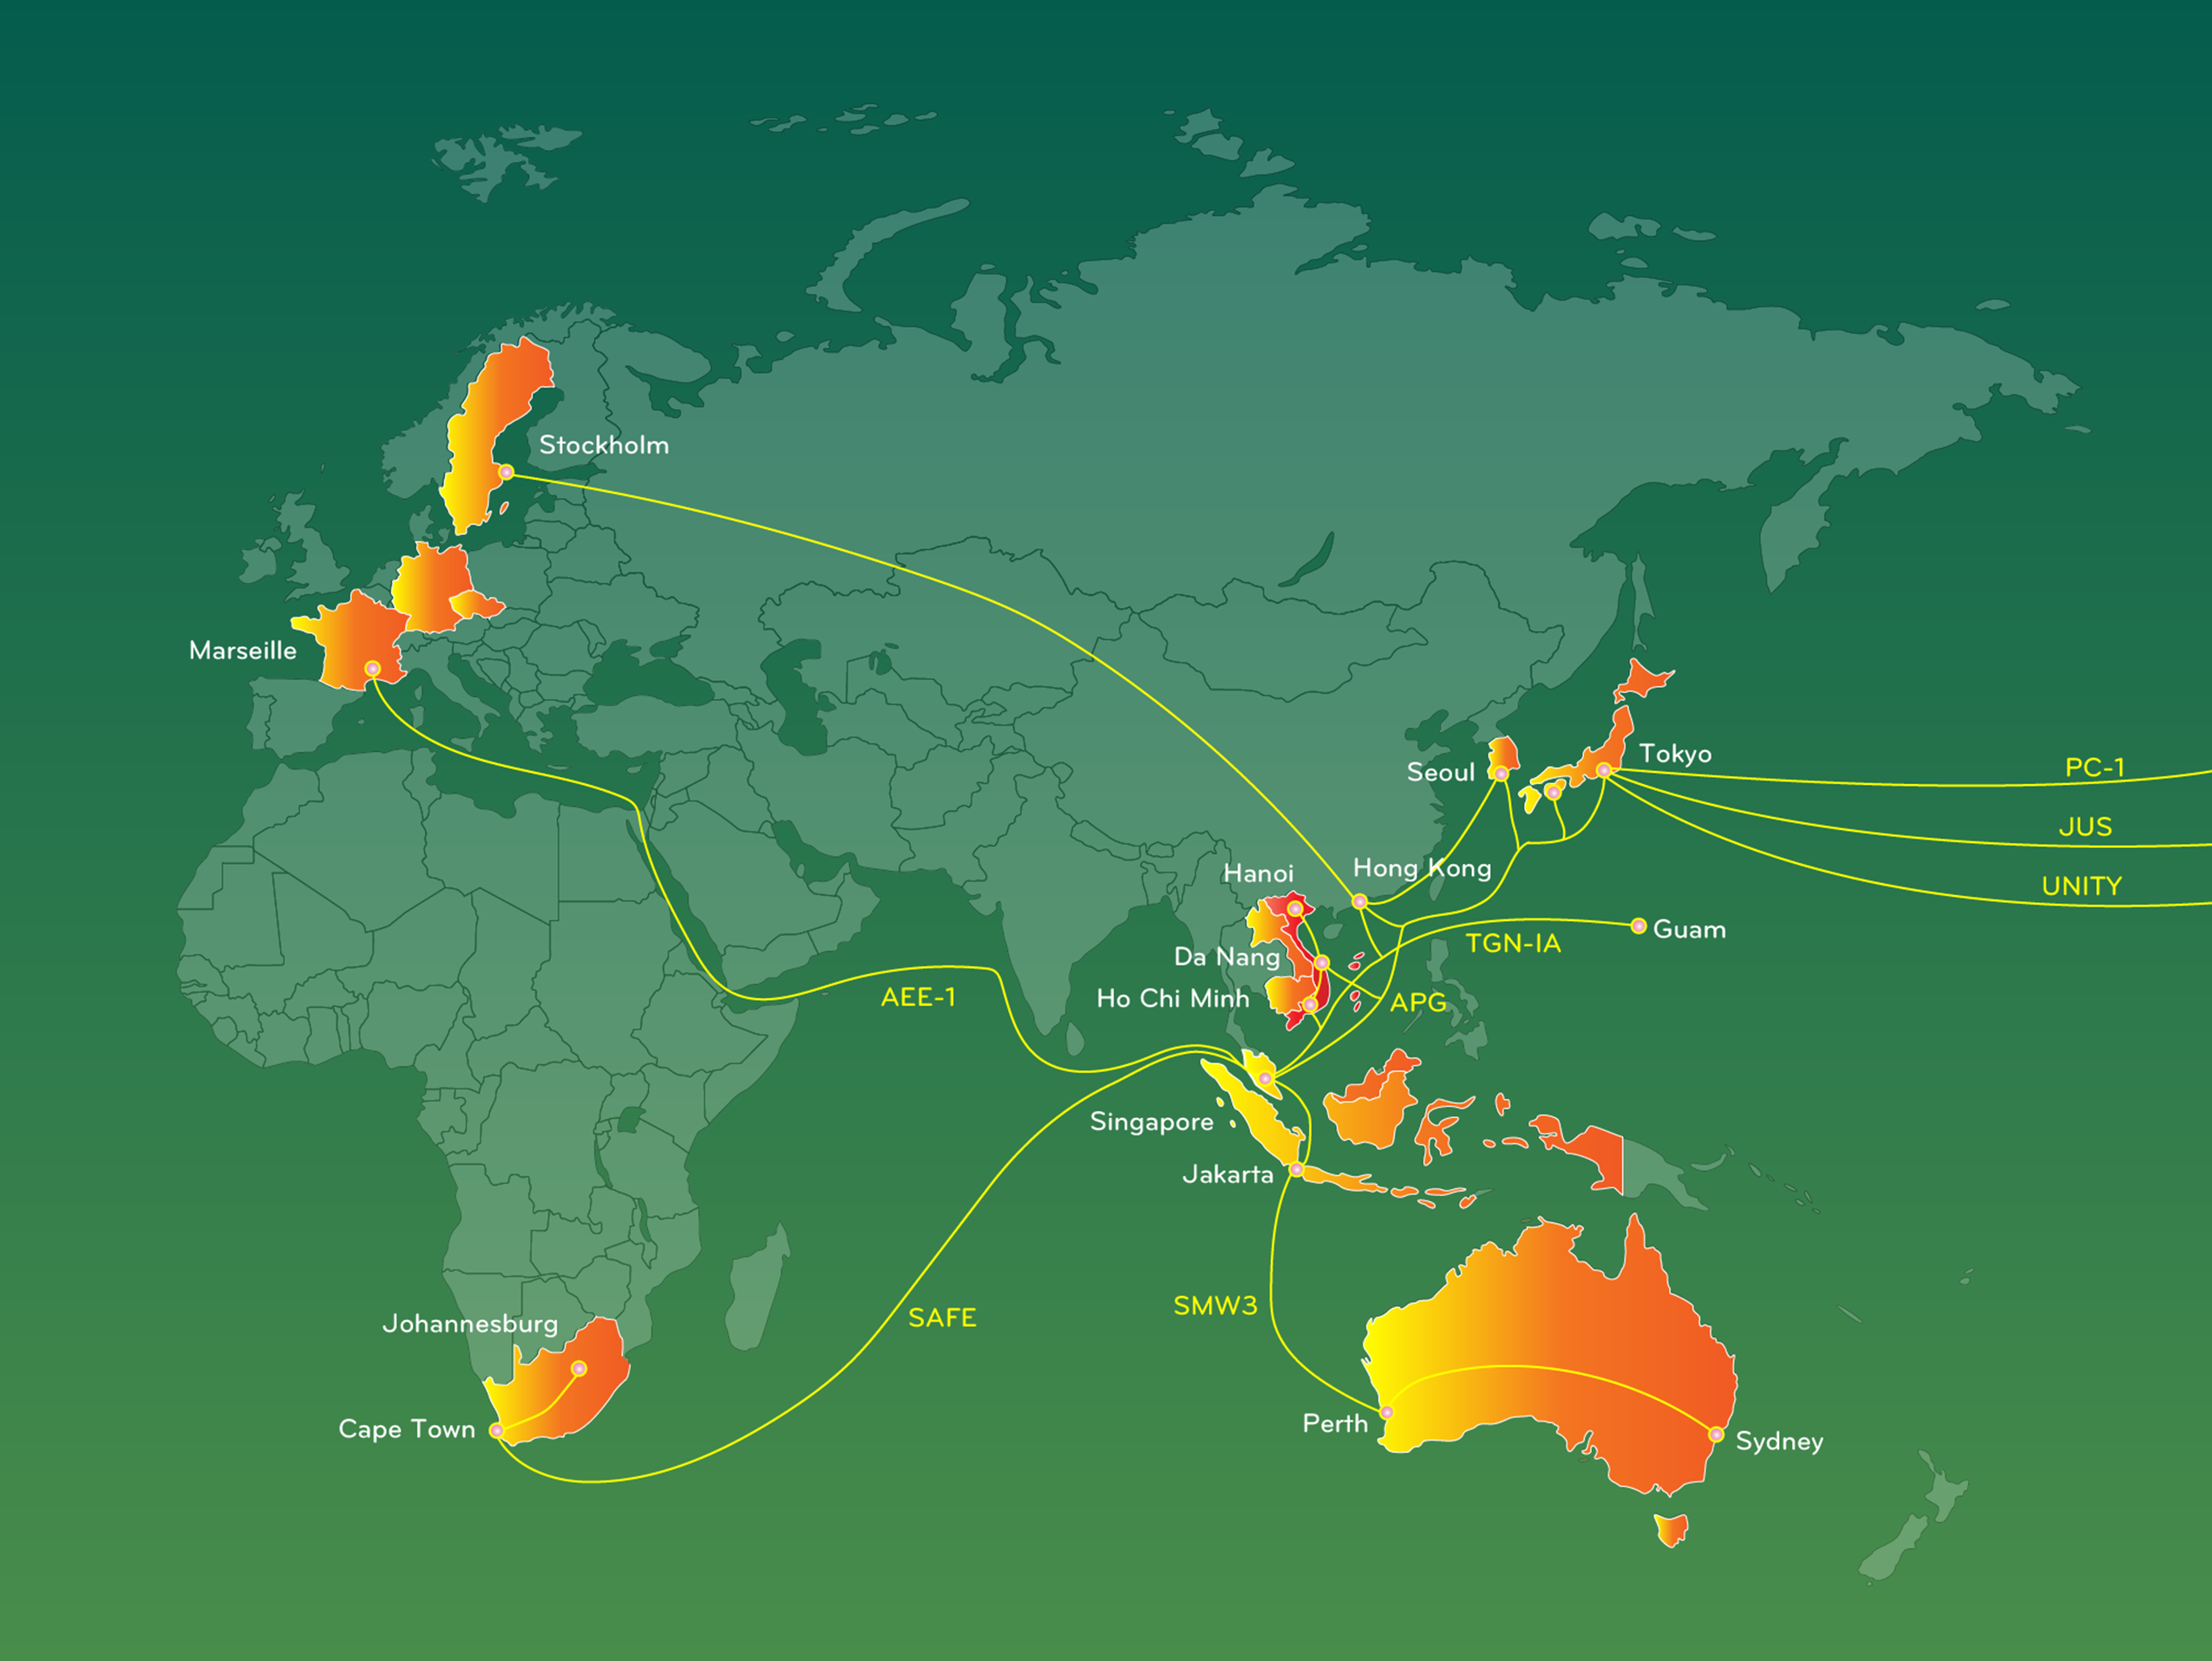 Stockholm
Marseille
Tokyo
Seoul
PC-1
JUS
Hong Kong
Hanoi
UNITY
Guam
TGN-IA
Da Nang
AEE-1
Ho Chi Minh
APG
Singapore
Jakarta
SMW3
SAFE
Johannesburg
Perth
Cape Town
Sydney